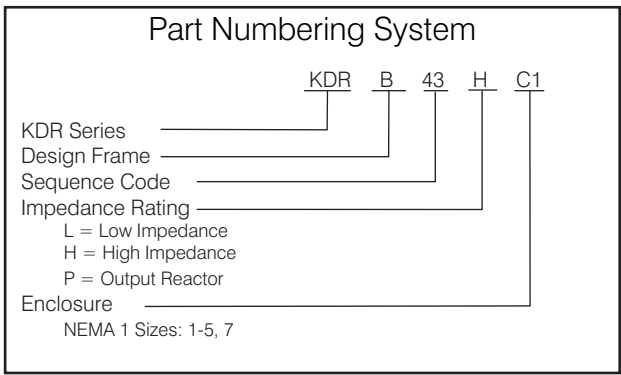 Part Numbering System
KDR B 43 H C1
KDR Series
Design Frame
Sequence Code
Impedance Rating
L = Low Impedance
H = High Impedance
P = Output Reactor
Enclosure
NEMA 1 Sizes: 1-5, 7